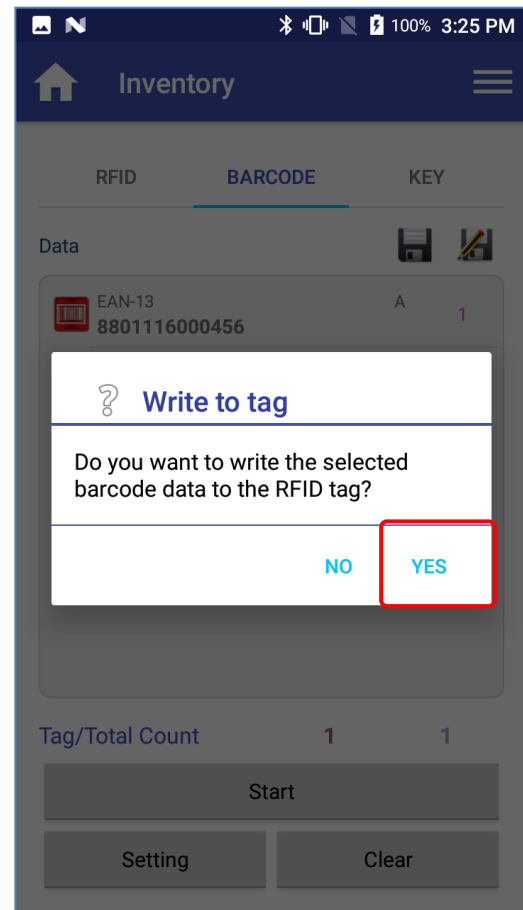 100% 3:25 PM
Inventory
RFID BARCODE KEY
Data
EAN-13 A
8801116000456 1
Write to tag
Do you want to write the selected
barcode data to the RFID tag?
NO YES
Tag/Total Count 1 1
Start
Setting Clear